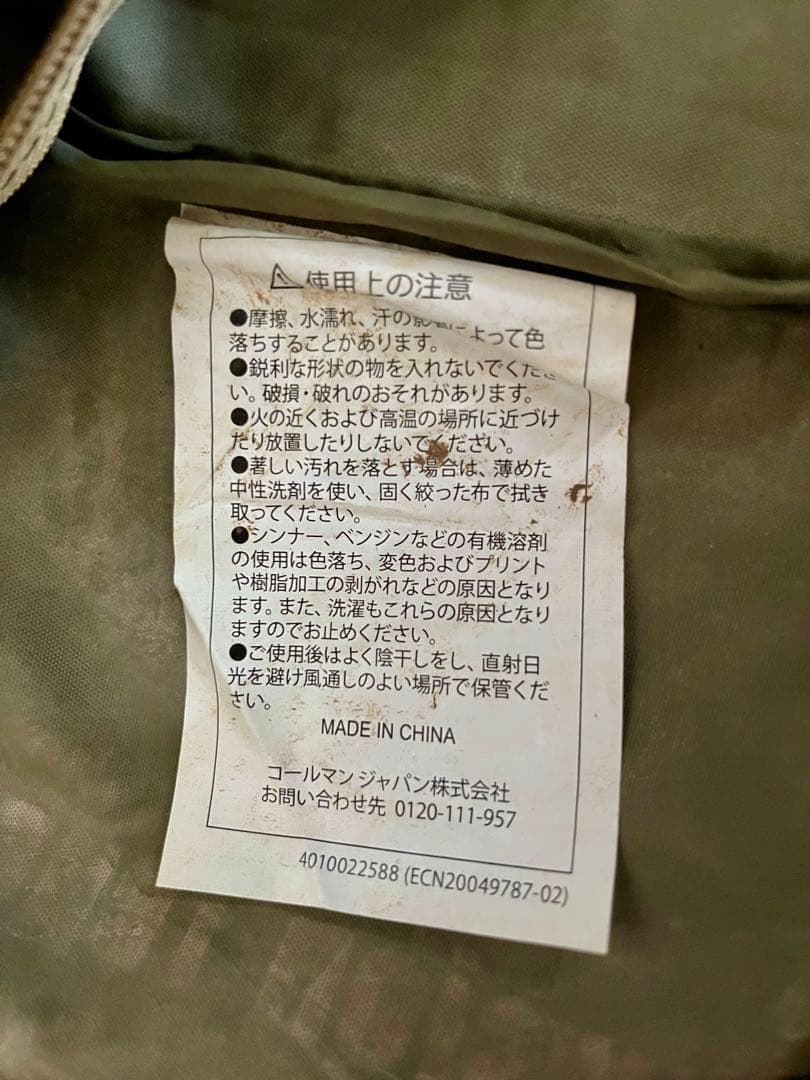 使用上の注意
●摩擦、水濡れ、汗の影響によって色
落ちすることがあります。
●鋭利な形状の物を入れないでくださ
い。破損・破れのおそれがあります。
●火の近くおよび高温の場所に近づけ
たり放置したりしないでください。
●著しい汚れを落とす場合は、薄めた
中性洗剤を使い、固く絞った布で拭き
取ってください。
●シンナー、ベンジンなどの有機溶剤
の使用は色落ち、変色およびプリント
や樹脂加工の剥がれなどの原因となり
ます。また、洗濯もこれらの原因となり
ますのでお止めください。
●ご使用後はよく陰干しをし、直射日
光を避け風通しのよい場所で保管くだ
さい。
MADE IN CHINA
コールマン ジャパン株式会社
お問い合わせ先 0120-111-957
4010022588 (ECN20049787-02)